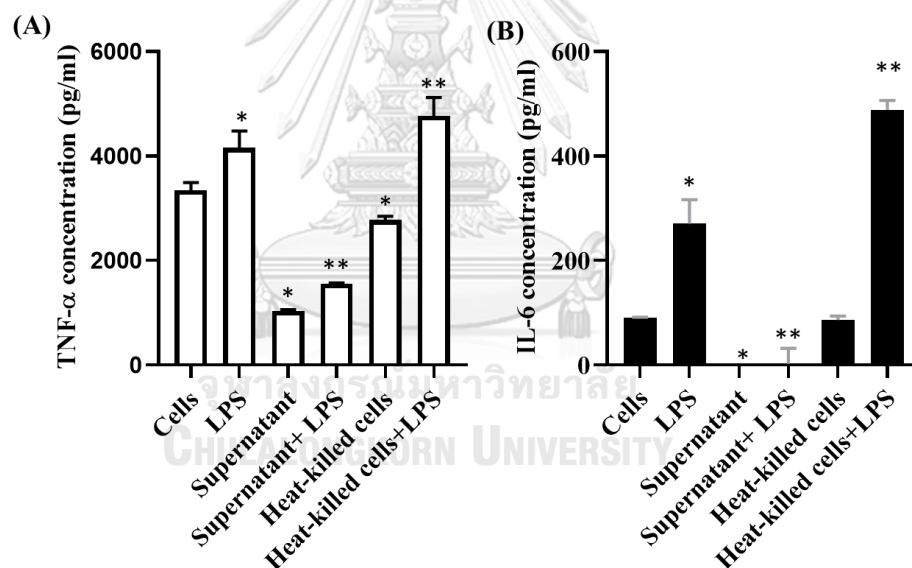 (A)
TNF-α concentration (pg/ml)
6000
4000
2000
0
*
*
**
*
**
Cells
LPS
Supernatant
Supernatant+ LPS
Heat-killed cells
Heat-killed cells+LPS
(B)
IL-6 concentration (pg/ml)
600
400
200
0
*
*
**
**
Cells
LPS
Supernatant
Supernatant+ LPS
Heat-killed cells
Heat-killed cells+LPS
จุฬาลงกรณ์มหาวิทยาลัย
CHULALONGKORN UNIVERSITY